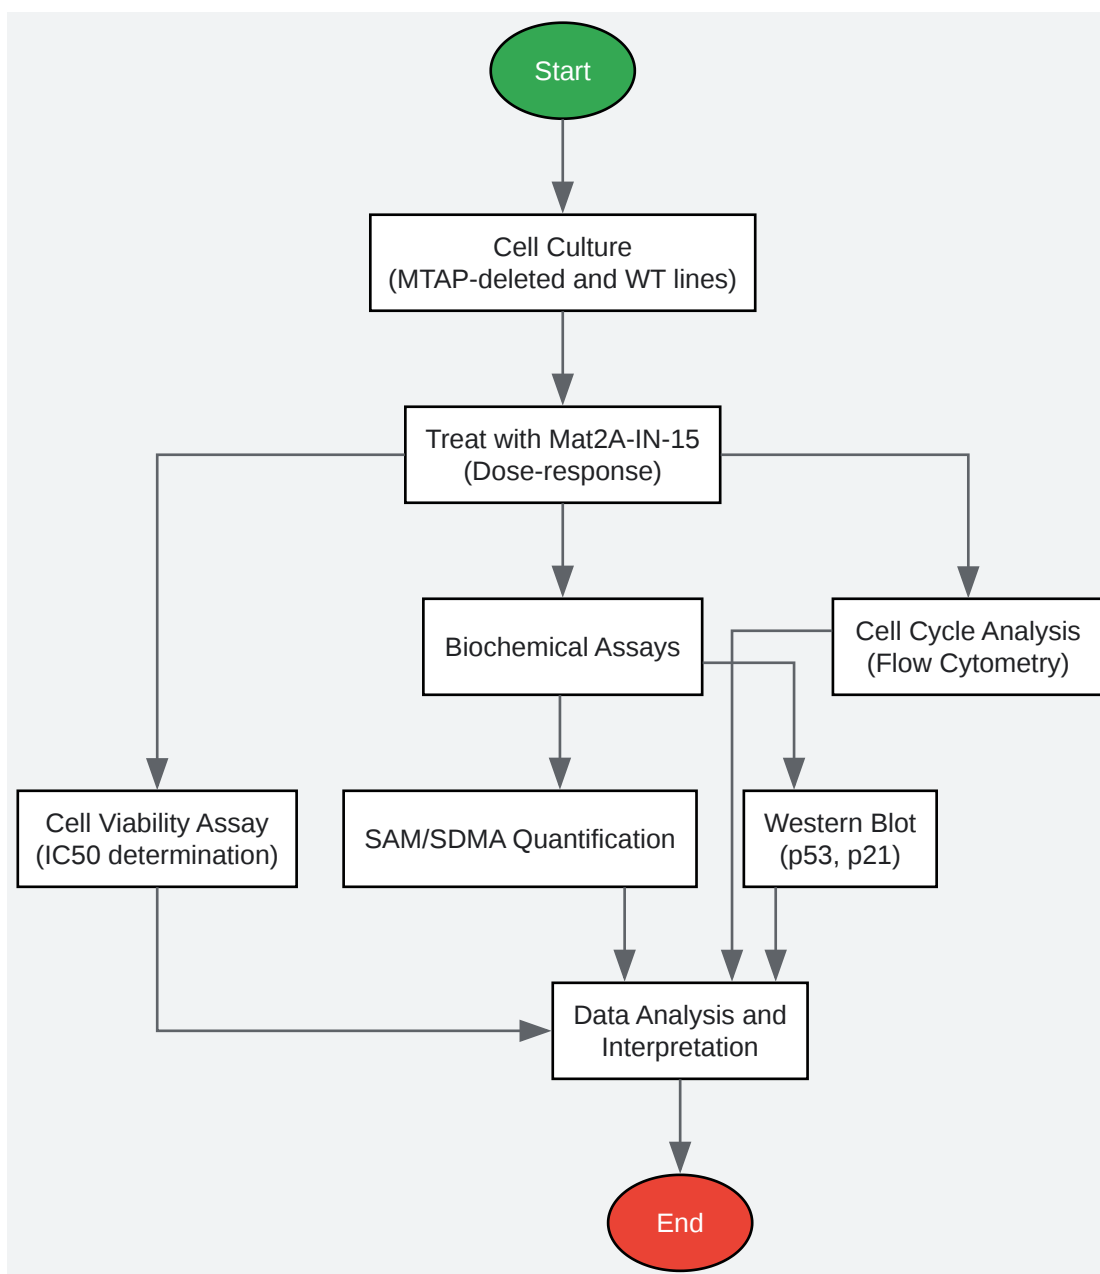 Start
Cell Culture
(MTAP-deleted and WT lines)
Treat with Mat2A-IN-15
(Dose-response)
Biochemical Assays
Cell Cycle Analysis
(Flow Cytometry)
Cell Viability Assay
(IC50 determination)
SAM/SDMA Quantification
Western Blot
(p53, p21)
Data Analysis and
Interpretation
End